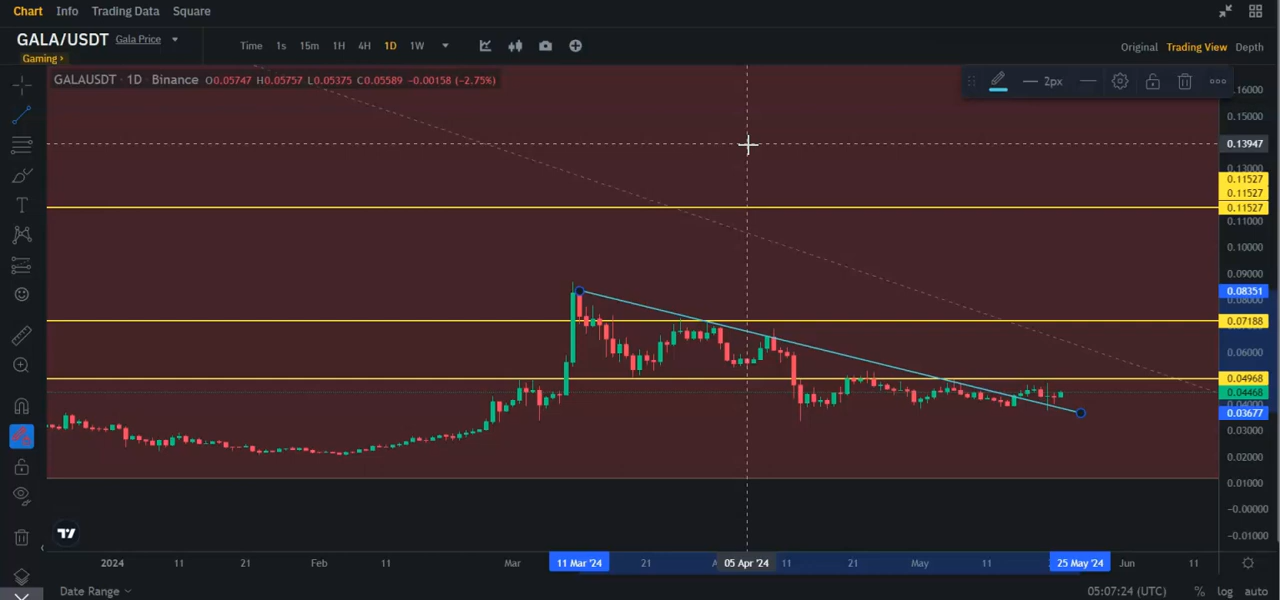 Chart Info Trading Data Square
GALA/USDT Gala Price
Gaming >
Time 1s 15m 1H 4H 1D 1W
Original Trading View Depth
GALAUSDT · 1D · Binance O0.05747 H0.05757 L0.05375 C0.05589 -0.00158 (-2.75%)
2px
0.16000
0.15000
0.13947
0.13000
0.11527
0.11527
0.11527
0.11000
0.10000
0.09000
0.08351
0.08000
0.07188
0.06000
0.04968
0.04468
0.04000
0.03677
0.03000
0.02000
0.01000
-0.00000
-0.01000
2024 11 21 Feb 11 Mar 11 Mar '24 21 A 05 Apr '24 11 21 May 11 25 May '24 Jun 11
Date Range
05:07:24 (UTC) % log auto